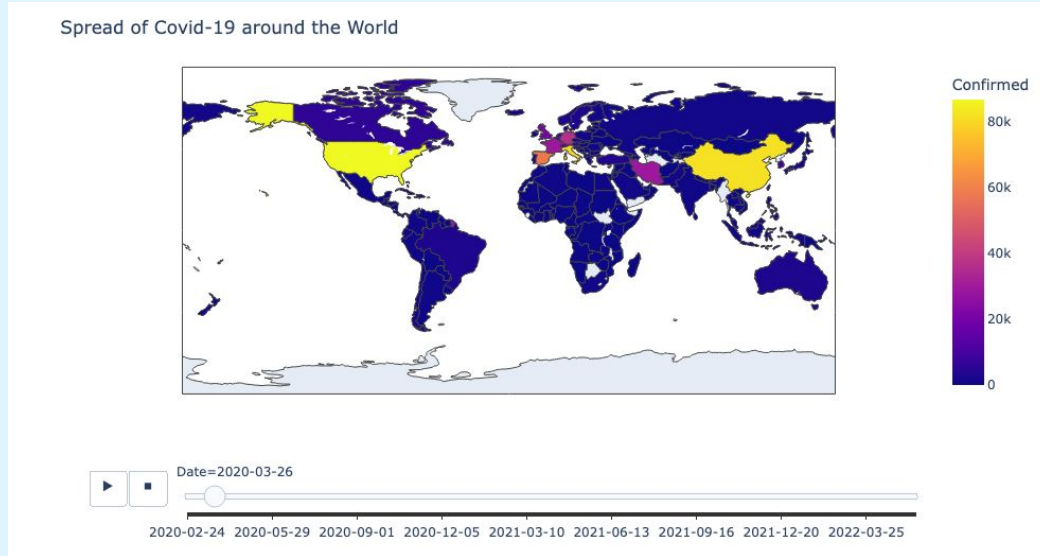 Spread of Covid-19 around the World
Confirmed
80k
60k
40k
20k
0
Date=2020-03-26
2020-02-24 2020-05-29 2020-09-01 2020-12-05 2021-03-10 2021-06-13 2021-09-16 2021-12-20 2022-03-25